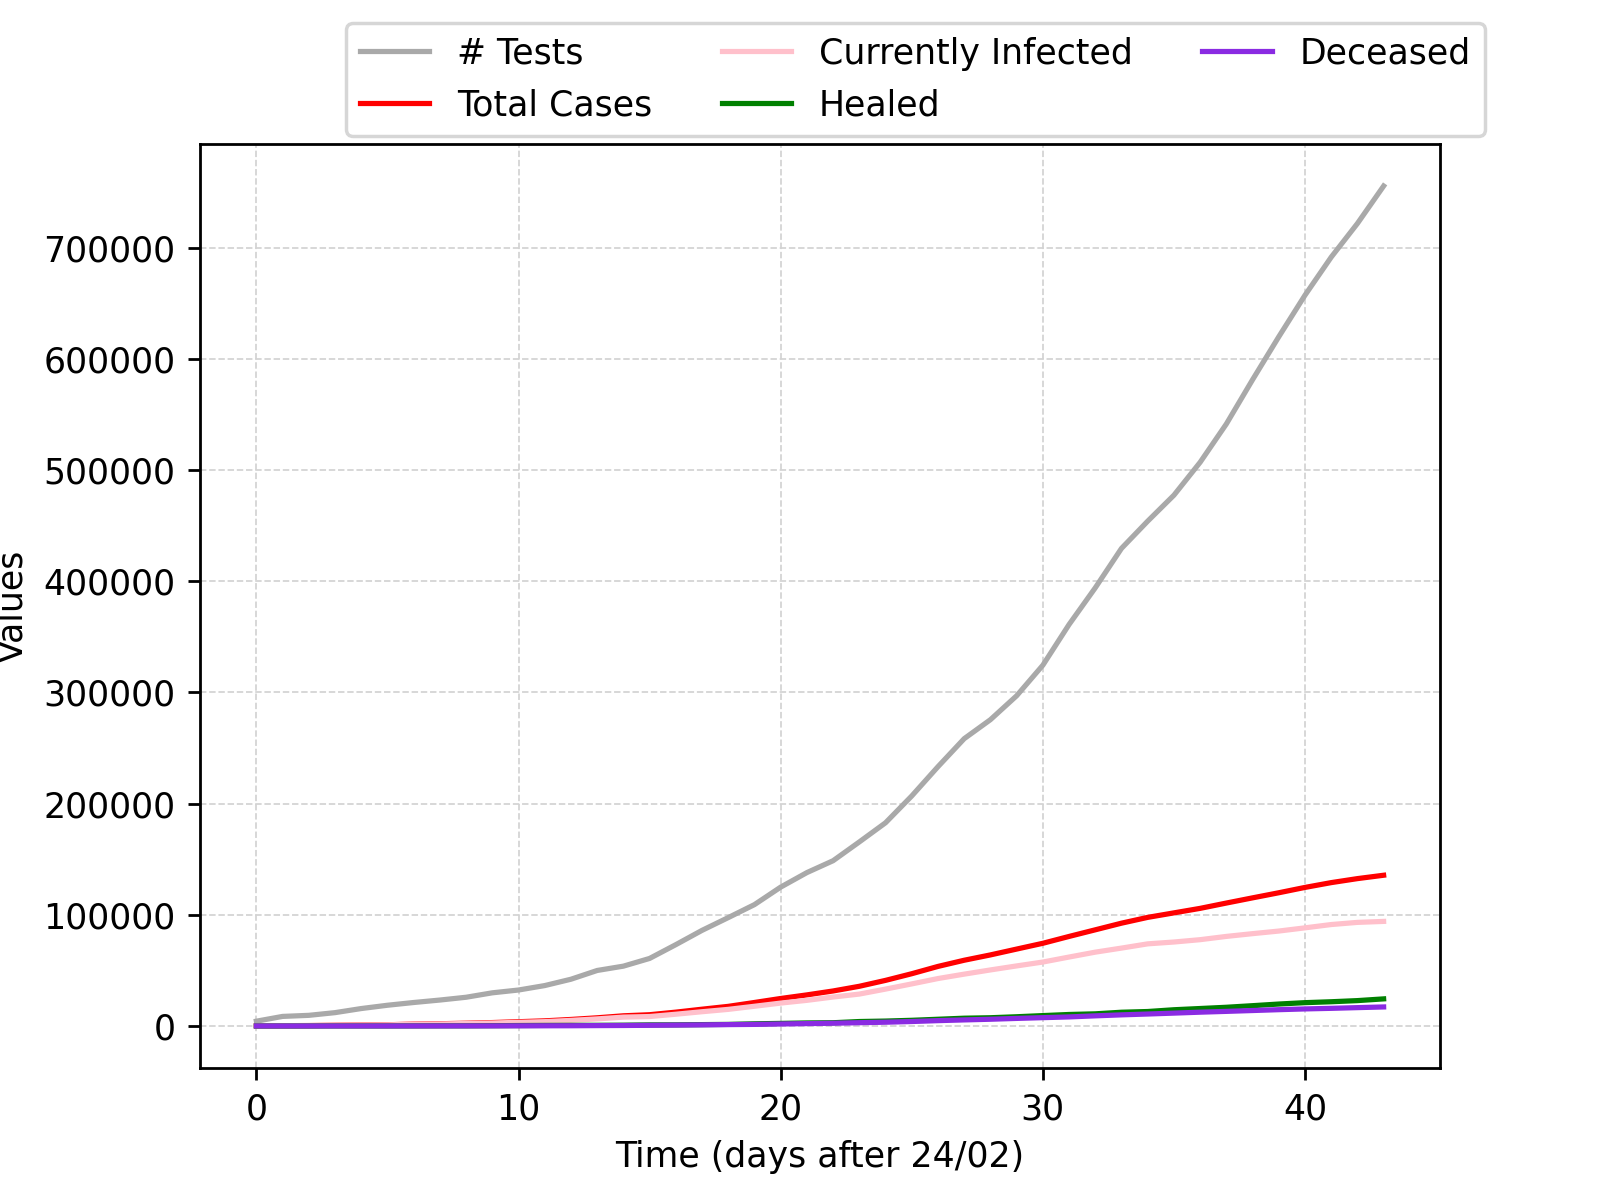 # Tests Currently Infected Deceased
Total Cases Healed
700000
600000
500000
400000
300000
200000
100000
0
Values
0 10 20 30 40
Time (days after 24/02)